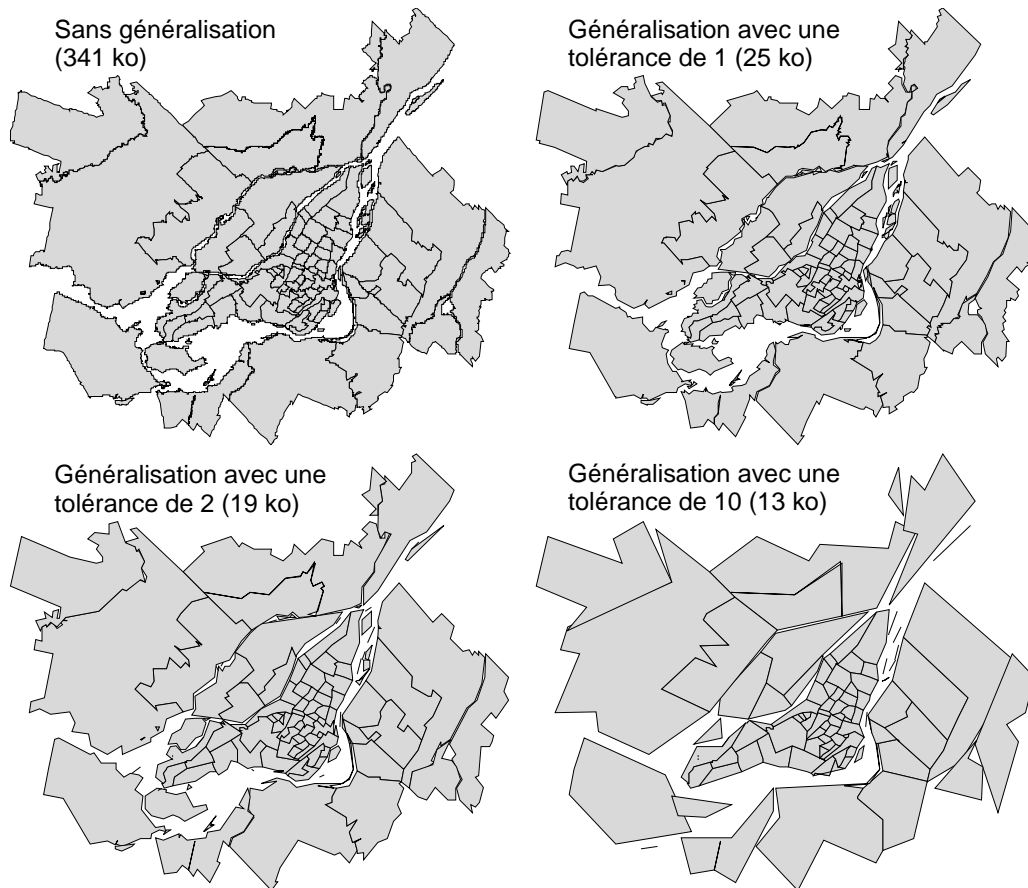 Sans généralisation
(341 ko)
Généralisation avec une
tolérance de 1 (25 ko)
Généralisation avec une
tolérance de 2 (19 ko)
Généralisation avec une
tolérance de 10 (13 ko)